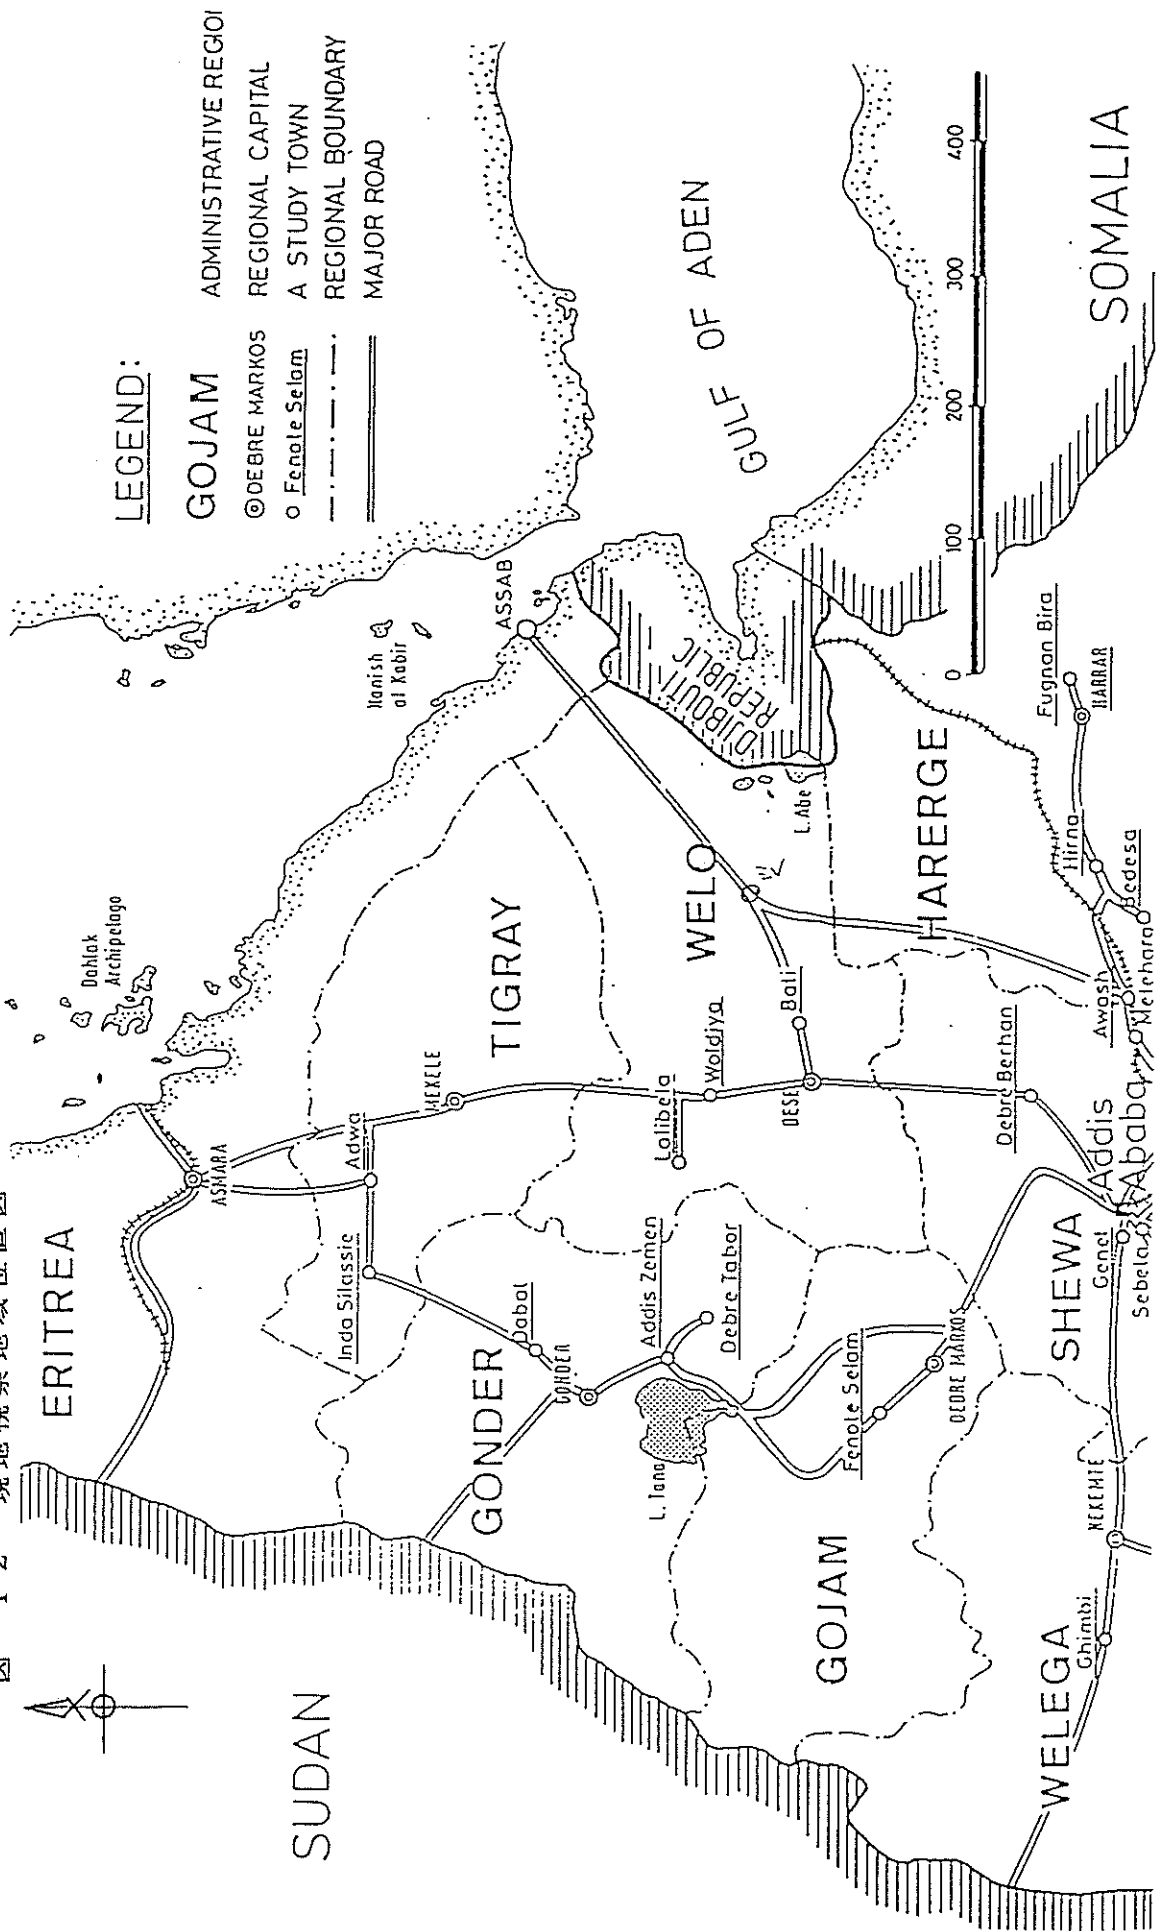 LEGEND:
GOJAM ADMINISTRATIVE REGIO
DEBRE MARKOS REGIONAL CAPITAL
Fenote Selam A STUDY TOWN
REGIONAL BOUNDARY
MAJOR ROAD
SUDAN
ERITREA
Dahlak
Archipelago
ASMARA
Adwa
Inda Silassie
MEKELE
TIGRAY
Hanish
al Kabir
ASSAB
Dabal
GONDER
GONDER
Addis Zemen
Debre Tabor
L. Tana
Lalibela
Woldiya
WELO
DESE
Bati
DJIBOUTI
REPUBLIC
L.Abe
GULF OF ADEN
GOJAM
Fenote Selam
DEBRE MARKOS
Debre Berhan
HARERGE
0 100 200 300 400
WELEGA
Ghimbi
NEKEMTE
SHEWA
Genet
Sebela
Addis
Ababa
Awash
Metehara
Hirna
Bedesa
Fugnan Bira
HARRAR
SOMALIA